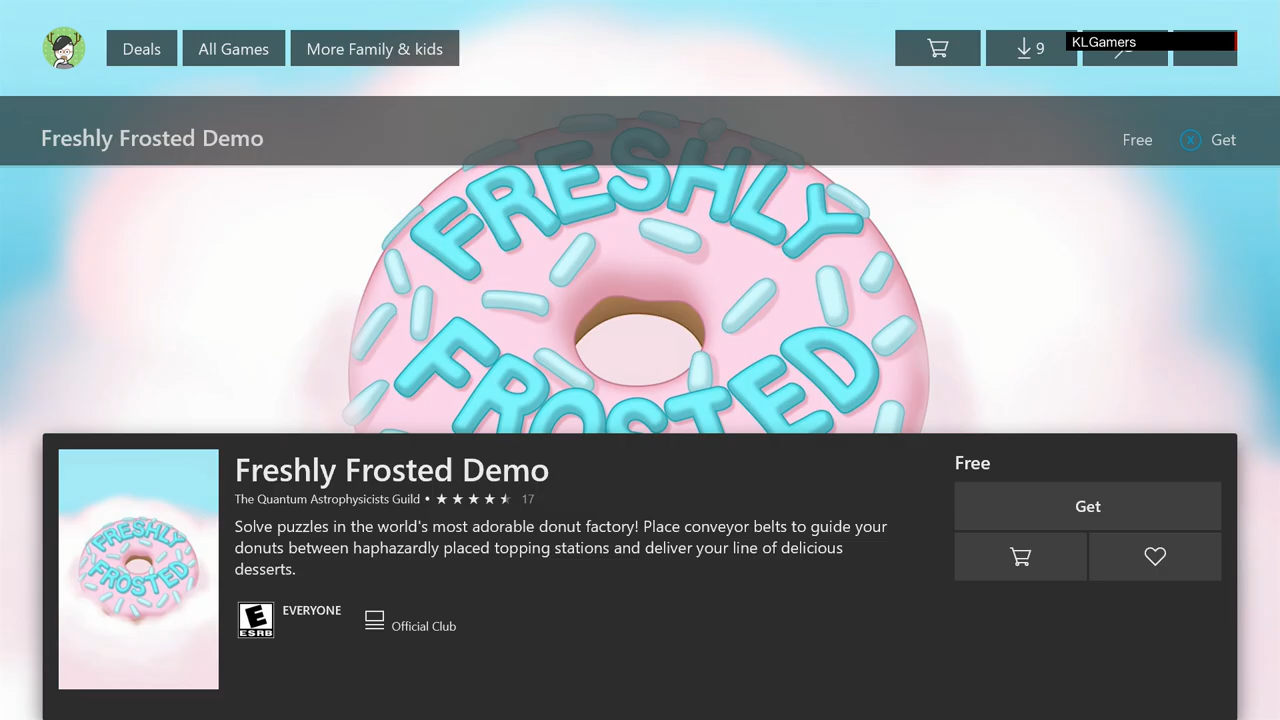 Deals
All Games
More Family & kids
9
KLGamers
Freshly Frosted Demo
Free
X
Get
FRESHLY
FROSTED
FRESHLY
FROSTED
Freshly Frosted Demo
The Quantum Astrophysicists Guild • ★★★★⯨ 17
Solve puzzles in the world's most adorable donut factory! Place conveyor belts to guide your
donuts between haphazardly placed topping stations and deliver your line of delicious
desserts.
E
ESRB
EVERYONE
Official Club
Free
Get